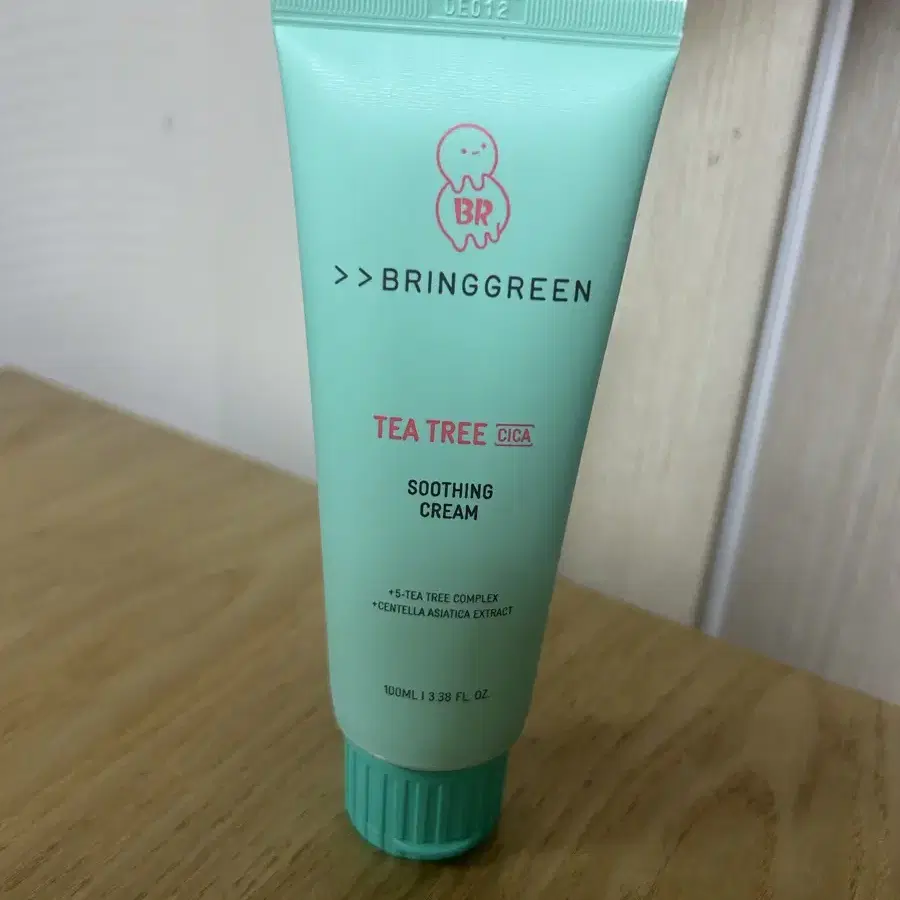 DE012
BR
>>BRINGGREEN
TEA TREE CICA
SOOTHING
CREAM
+5-TEA TREE COMPLEX
+CENTELLA ASIATICA EXTRACT
100ML | 3.38 FL. OZ.